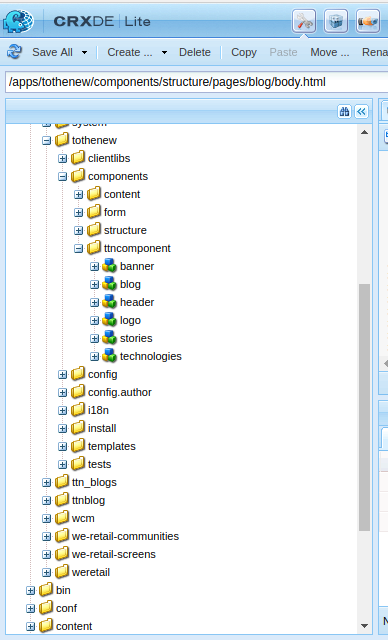 CRXDE | Lite
Save All Create ... Delete Copy Paste Move ... Rena
/apps/tothenew/components/structure/pages/blog/body.html
system
tothenew
clientlibs
components
content
form
structure
ttncomponent
banner
blog
header
logo
stories
technologies
config
config.author
i18n
install
templates
tests
ttn_blogs
ttnblog
wcm
we-retail-communities
we-retail-screens
weretail
bin
conf
content